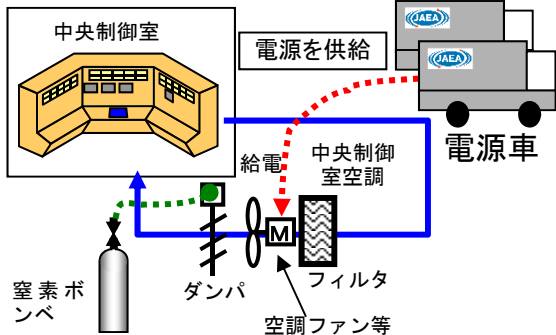 中央制御室
電源を供給
JAEA
JAEA
電源車
給電
中央制御
室空調
M
フィルタ
ダンパ
窒素ボ
ンベ
空調ファン等